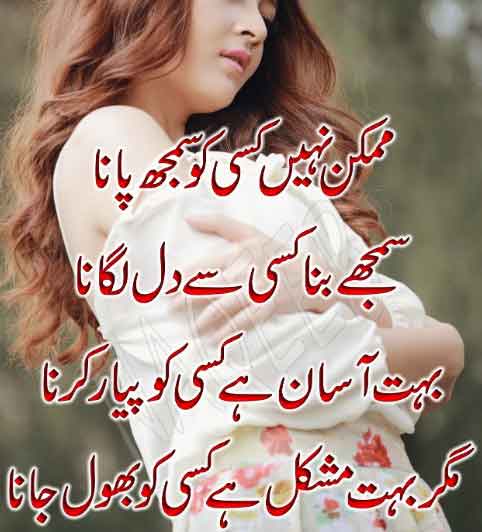 ممکن نہیں کسی کو سمجھ پانا
سمجھے بنا کسی سے دل لگانا
بہت آسان ہے کسی کو پیار کرنا
مگر بہت مشکل ہے کسی کو بھول جانا